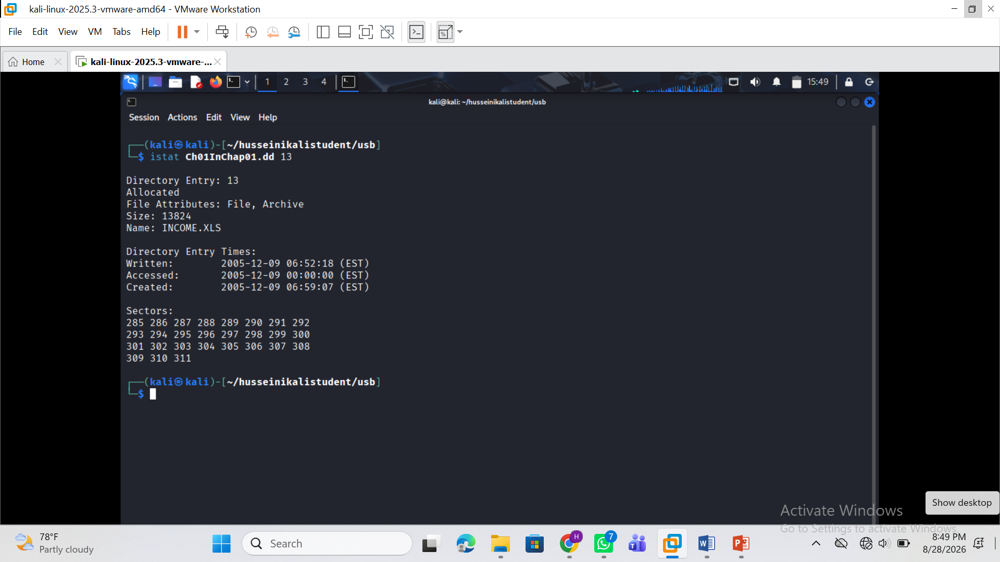 kali-linux-2025.3-vmware-amd64 - VMware Workstation
File Edit View VM Tabs Help
Home
kali-linux-2025.3-vmware-...
1 2 3 4 15:49
kali@kali: ~/husseinikalistudent/usb
Session Actions Edit View Help
(kali㉿kali)-[~/husseinikalistudent/usb]
$ istat Ch01InChap01.dd 13
Directory Entry: 13
Allocated
File Attributes: File, Archive
Size: 13824
Name: INCOME.XLS
Directory Entry Times:
Written: 2005-12-09 06:52:18 (EST)
Accessed: 2005-12-09 00:00:00 (EST)
Created: 2005-12-09 06:59:07 (EST)
Sectors:
285 286 287 288 289 290 291 292
293 294 295 296 297 298 299 300
301 302 303 304 305 306 307 308
309 310 311
(kali㉿kali)-[~/husseinikalistudent/usb]
$
Show desktop
Activate Windows
Go to Settings to activate Windows.
78°F
Partly cloudy
Search
H
7
8:49 PM
8/28/2026